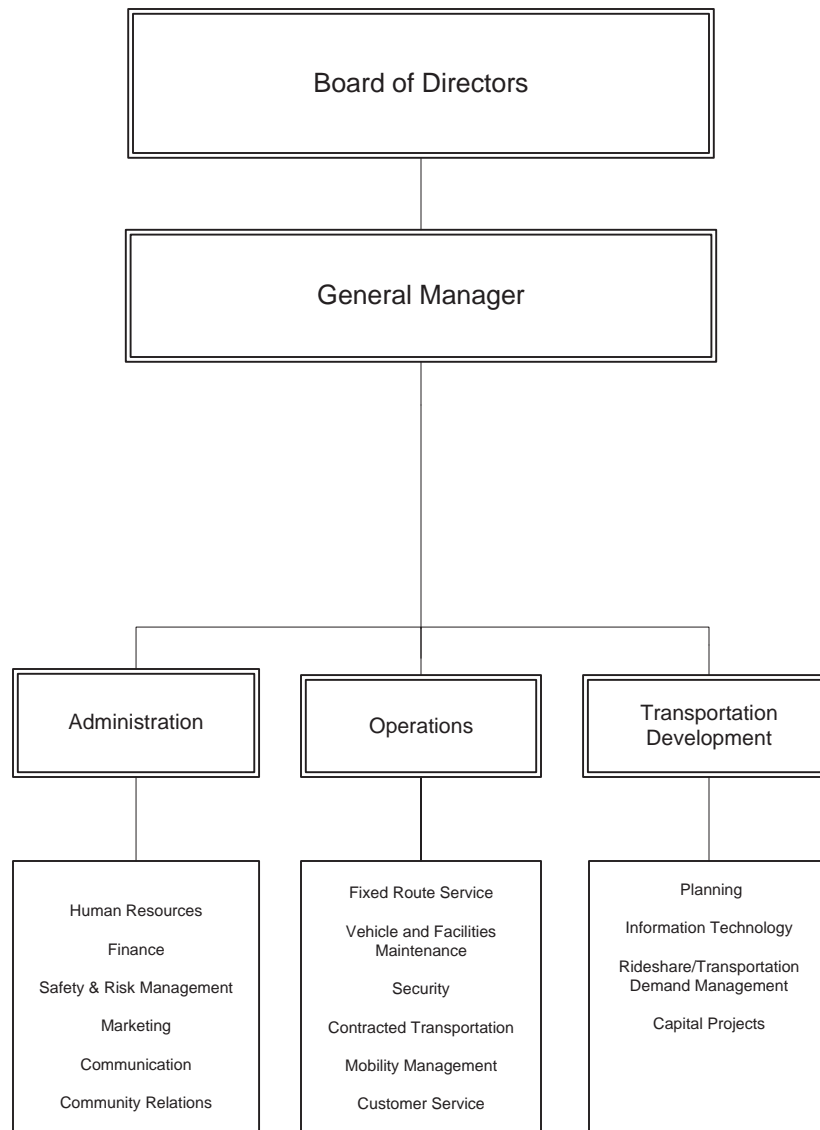 Board of Directors
General Manager
Administration
Operations
Transportation
Development
Human Resources
Finance
Safety & Risk Management
Marketing
Communication
Community Relations
Fixed Route Service
Vehicle and Facilities
Maintenance
Security
Contracted Transportation
Mobility Management
Customer Service
Planning
Information Technology
Rideshare/Transportation
Demand Management
Capital Projects